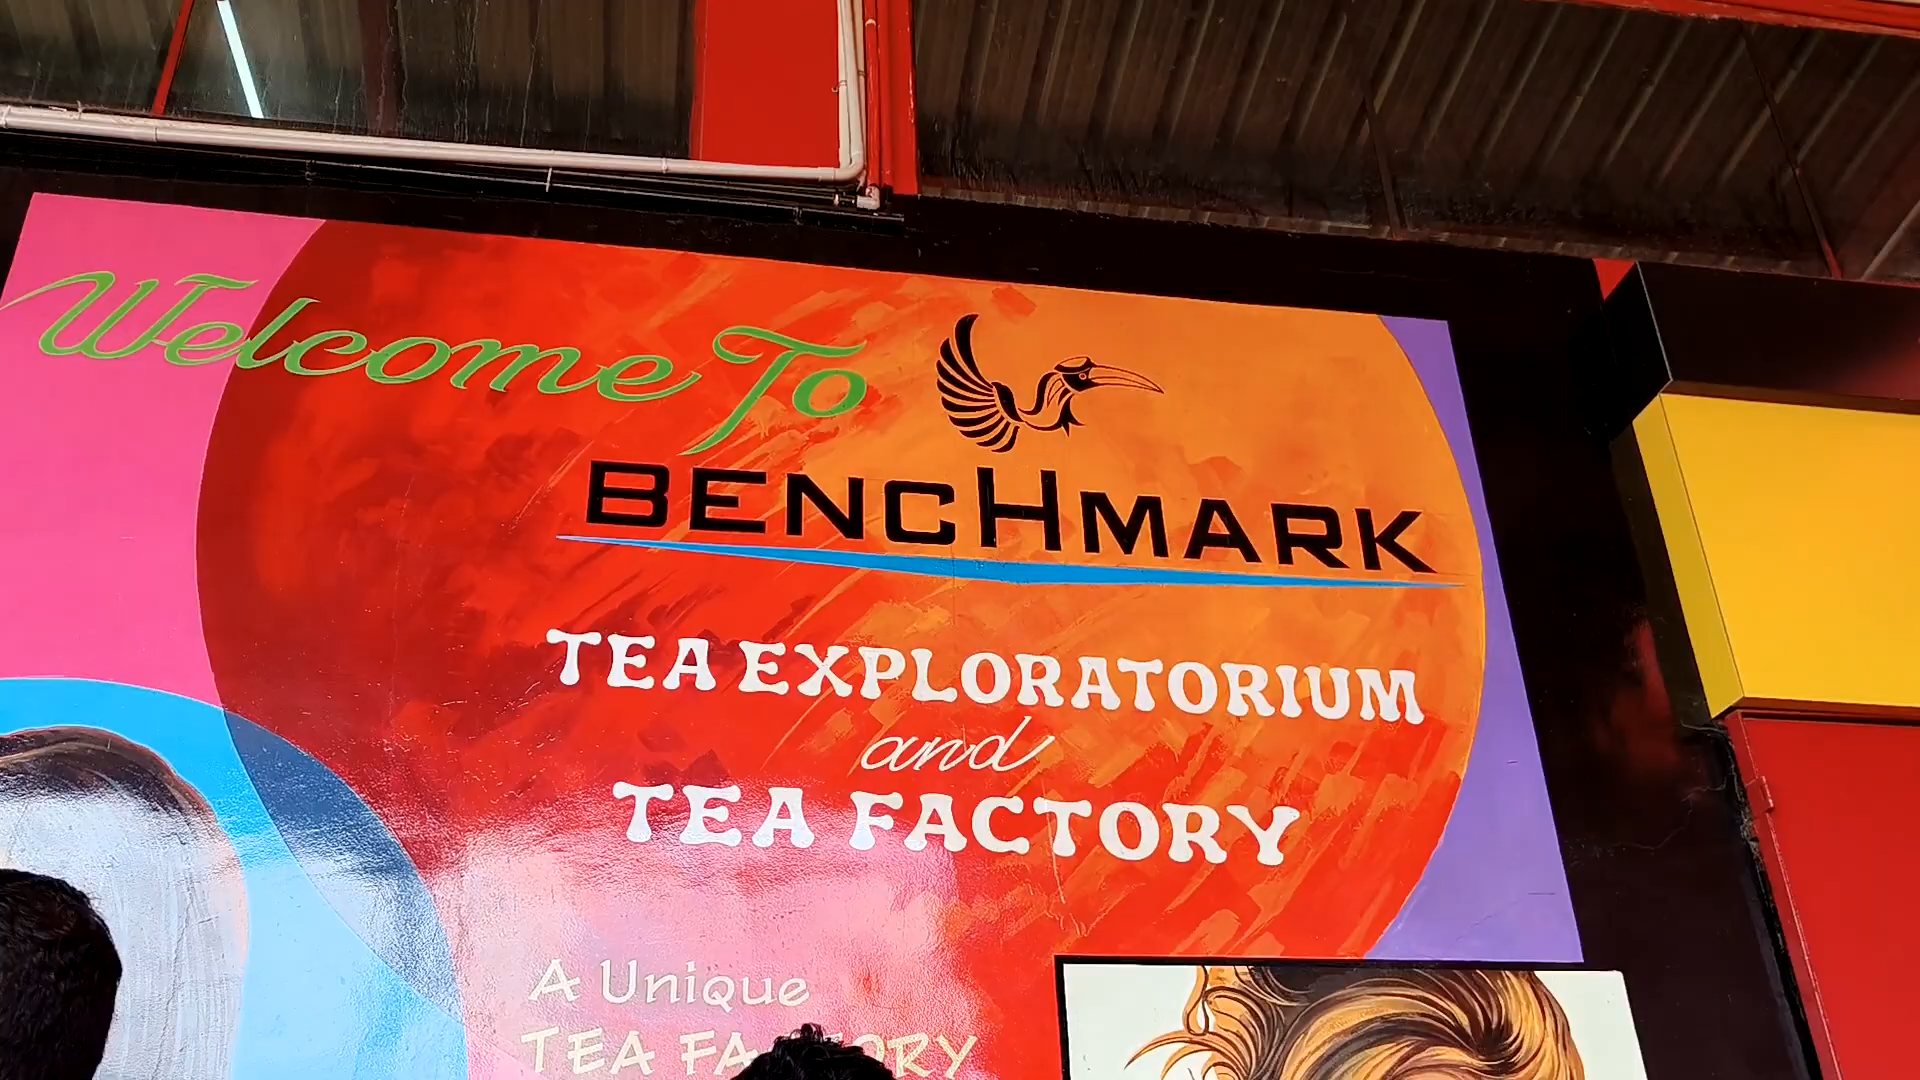 Welcome To
BENCHMARK
TEA EXPLORATORIUM
and
TEA FACTORY
A Unique
TEA FACTORY